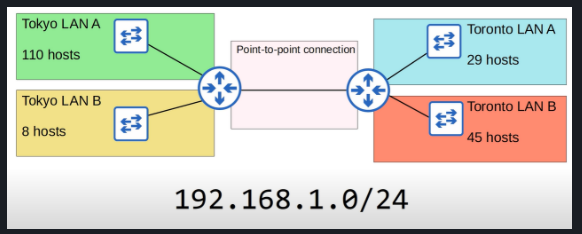 Tokyo LAN A
110 hosts
Tokyo LAN B
8 hosts
Point-to-point connection
Toronto LAN A
29 hosts
Toronto LAN B
45 hosts
192.168.1.0/24